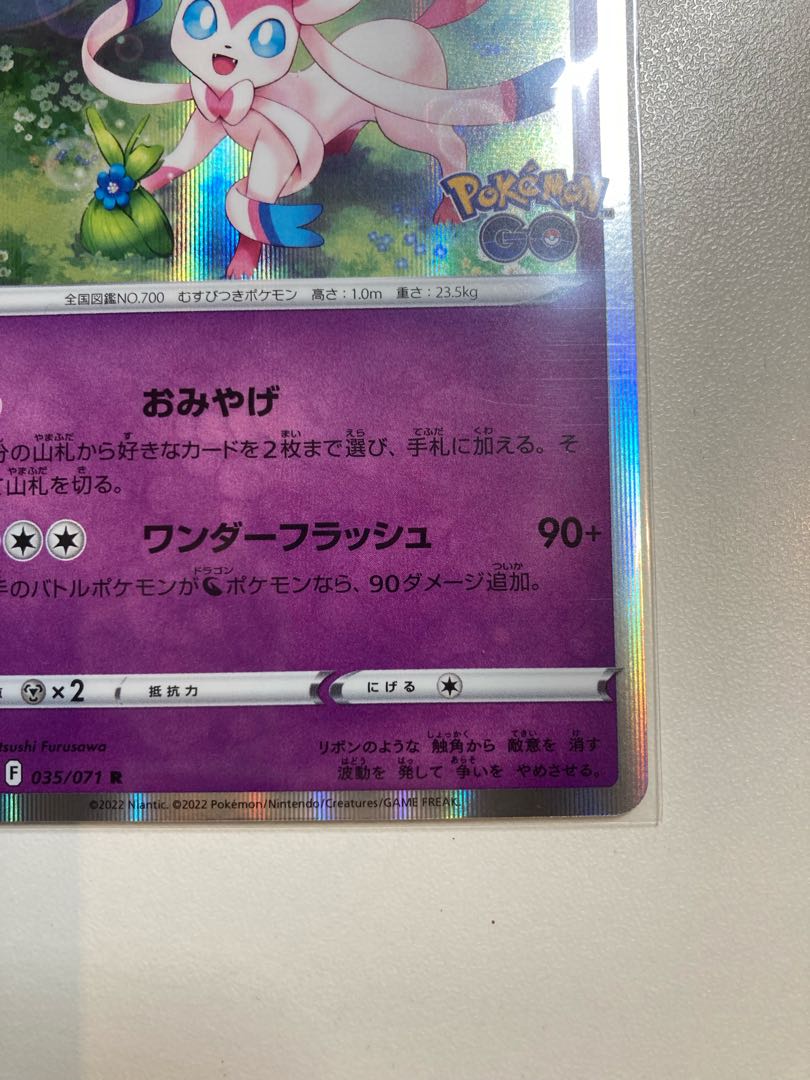 Pokémon
GO
全国図鑑NO.700 むすびつきポケモン 高さ:1.0m 重さ:23.5kg
おみやげ
分の山札から好きなカードを2枚まで選び、手札に加える。そ
て山札を切る。
ワンダーフラッシュ 90+
手のバトルポケモンがポケモンなら、90ダメージ追加。
×2 抵抗力 にげる
tsushi Furusawa
リボンのような 触角から 敵意を 消す
波動を 発して 争いを やめさせる。
F 035/071 R
©2022 Niantic. ©2022 Pokémon/Nintendo/Creatures/GAME FREAK.